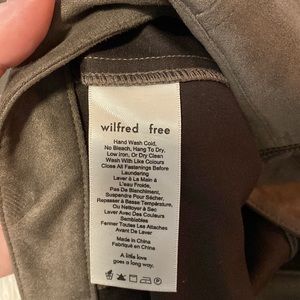 wilfred free
Hand Wash Cold,
No Bleach, Hang To Dry,
Low Iron, Or Dry Clean
Wash With Like Colours
Close All Fastenings Before
Laundering
Laver À La Main À
L'eau Froide,
Pas De Blanchiment,
Suspendre Pour Sécher,
Repasser à Basse Température
Ou Nettoyer à Sec
Laver Avec Des Couleurs
Semblables
Fermer Toutes Les Attaches
Avant De Laver
Made in China
Fabriqué en China
A little love
goes a long way.